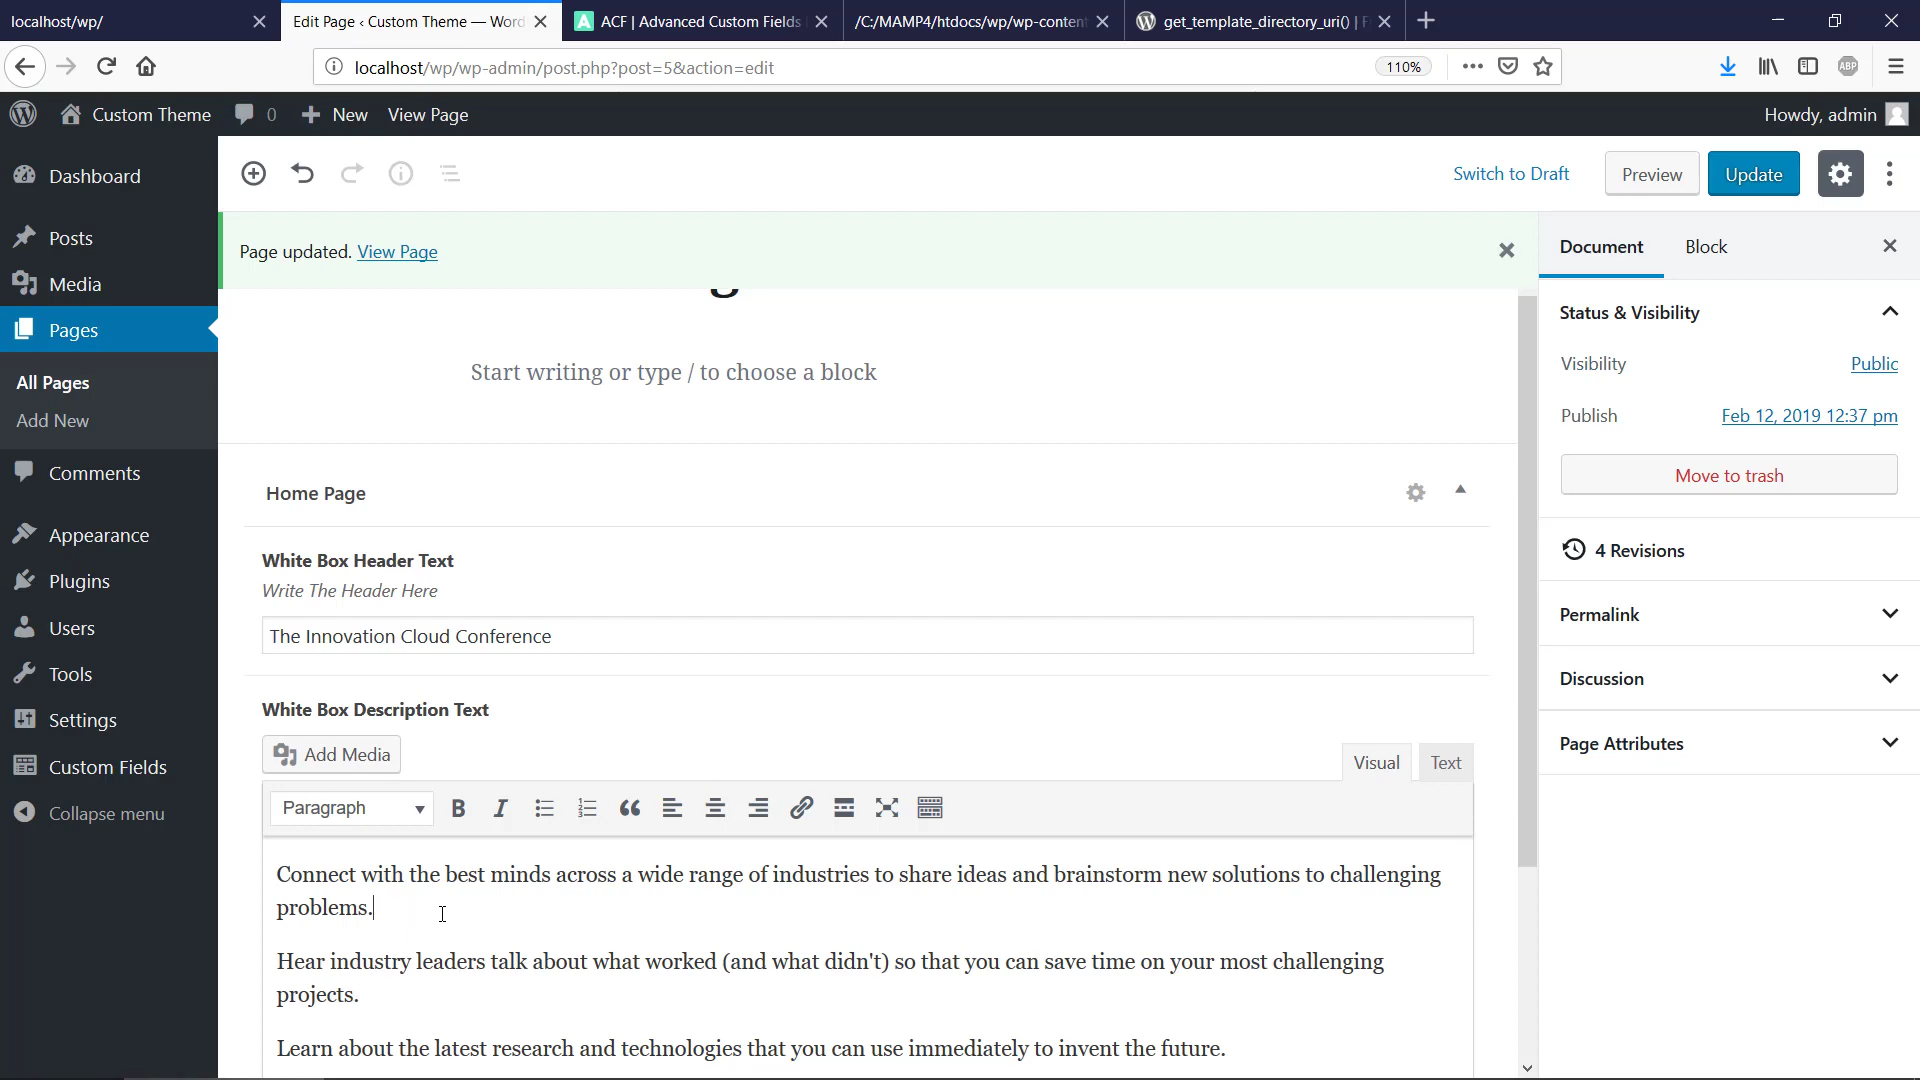 localhost/wp/
Edit Page ‹ Custom Theme — Word
ACF | Advanced Custom Fields
/C:/MAMP4/htdocs/wp/wp-conten
get_template_directory_uri() |
localhost/wp/wp-admin/post.php?post=5&action=edit
110%
ABP
Custom Theme
0
New
View Page
Howdy, admin
Dashboard
Posts
Media
Pages
All Pages
Add New
Comments
Appearance
Plugins
Users
Tools
Settings
Custom Fields
Collapse menu
Switch to Draft
Preview
Update
Page updated. View Page
Start writing or type / to choose a block
Home Page
White Box Header Text
Write The Header Here
The Innovation Cloud Conference
White Box Description Text
Add Media
Visual
Text
Paragraph
Connect with the best minds across a wide range of industries to share ideas and brainstorm new solutions to challenging
problems.
Hear industry leaders talk about what worked (and what didn't) so that you can save time on your most challenging
projects.
Learn about the latest research and technologies that you can use immediately to invent the future.
Document
Block
Status & Visibility
Visibility
Public
Publish
Feb 12, 2019 12:37 pm
Move to trash
4 Revisions
Permalink
Discussion
Page Attributes